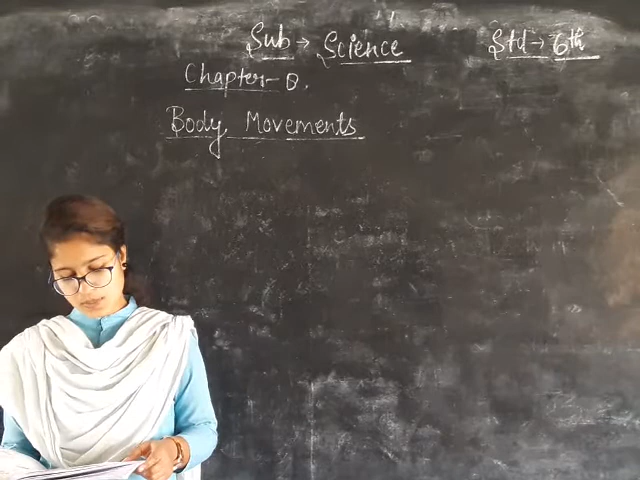 Sub → Science Std → 6th
Chapter - 8.
Body Movements